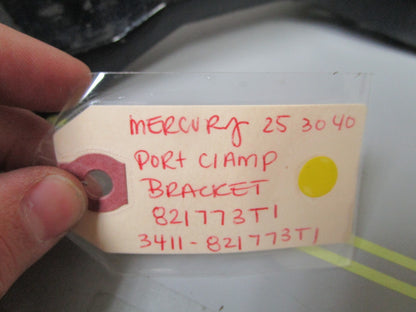 MERCURY 25 30 40
PORT CLAMP
BRACKET
821773T1
3411-821773T1